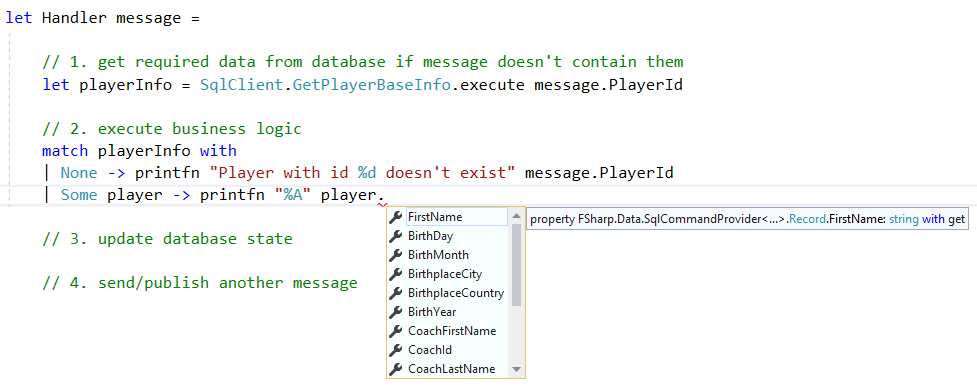 let Handler message =
// 1. get required data from database if message doesn't contain them
let playerInfo = SqlClient.GetPlayerBaseInfo.execute message.PlayerId
// 2. execute business logic
match playerInfo with
| None -> printfn "Player with id %d doesn't exist" message.PlayerId
| Some player -> printfn "%A" player.
FirstName
property FSharp.Data.SqlCommandProvider<...>.Record.FirstName: string with get
BirthDay
BirthMonth
BirthplaceCity
BirthplaceCountry
BirthYear
CoachFirstName
CoachId
CoachLastName
// 3. update database state
// 4. send/publish another message